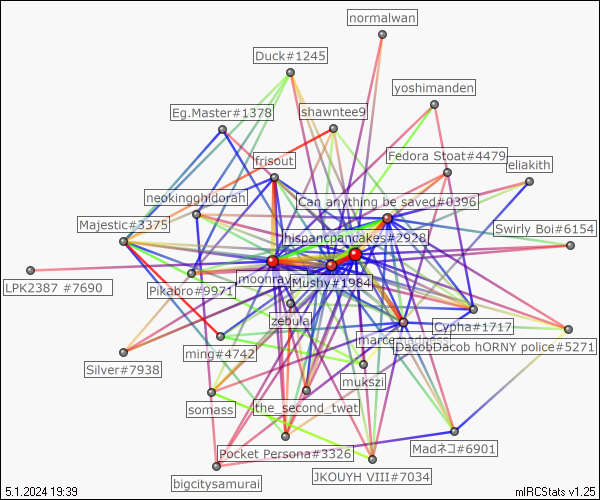 normalwan
Duck#1245
yoshimanden
Eg.Master#1378
shawntee9
frisout
Fedora Stoat#4479
eliakith
neokingghidorah
Can anything be saved#0396
Majestic#3375
Swirly Boi#6154
hispanicpancakes#2928
LPK2387 #7690
Pikabro#9971
moonray
Mushy#1984
zebula
Cypha#1717
ming#4742
DacobDacob hORNY police#5271
Silver#7938
mukszi
somass
the_second_twat
Pocket Persona#3326
Madネコ#6901
bigcitysamurai
JKOUYH VIII#7034
5.1.2024 19:39
mIRCStats v1.25